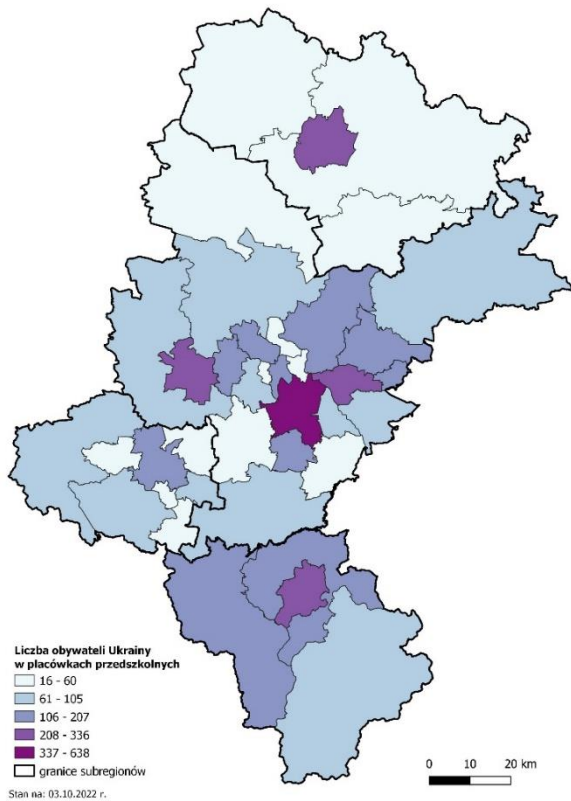 Liczba obywateli Ukrainy
w placówkach przedszkolnych
16 - 60
61 - 105
106 - 207
208 - 336
337 - 638
granice subregionów
0 10 20 km
Stan na: 03.10.2022 r.